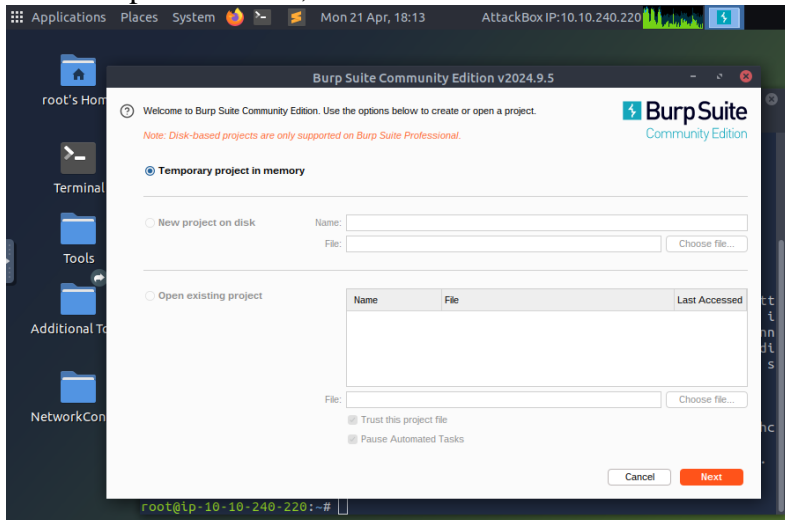 Applications Places System Mon 21 Apr, 18:13 AttackBox IP:10.10.240.220
Burp Suite Community Edition v2024.9.5
root's Hom
Welcome to Burp Suite Community Edition. Use the options below to create or open a project.
Note: Disk-based projects are only supported on Burp Suite Professional.
Burp Suite
Community Edition
Temporary project in memory
Terminal
New project on disk Name:
File: Choose file...
Tools
Open existing project Name File Last Accessed
Additional To
File: Choose file...
Trust this project file
NetworkCon
Pause Automated Tasks
Cancel Next
root@ip-10-10-240-220:~#